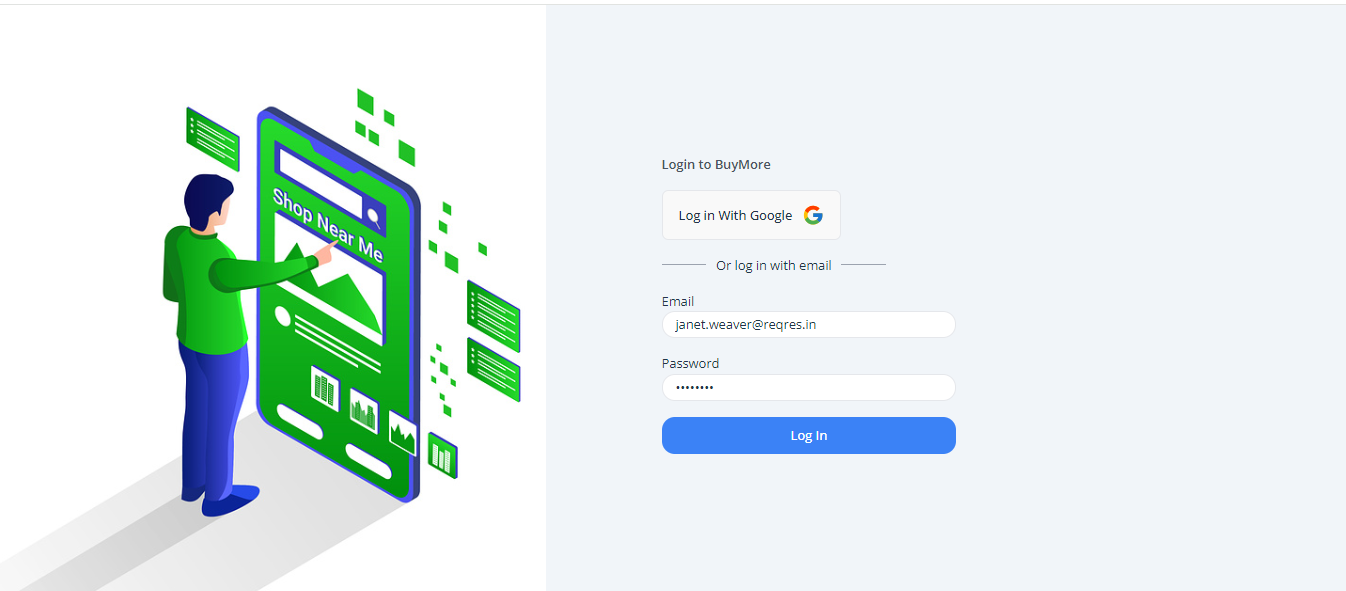 Shop Near Me
Login to BuyMore
Log in With Google
Or log in with email
Email
janet.weaver@reqres.in
Password
••••••••
Log In